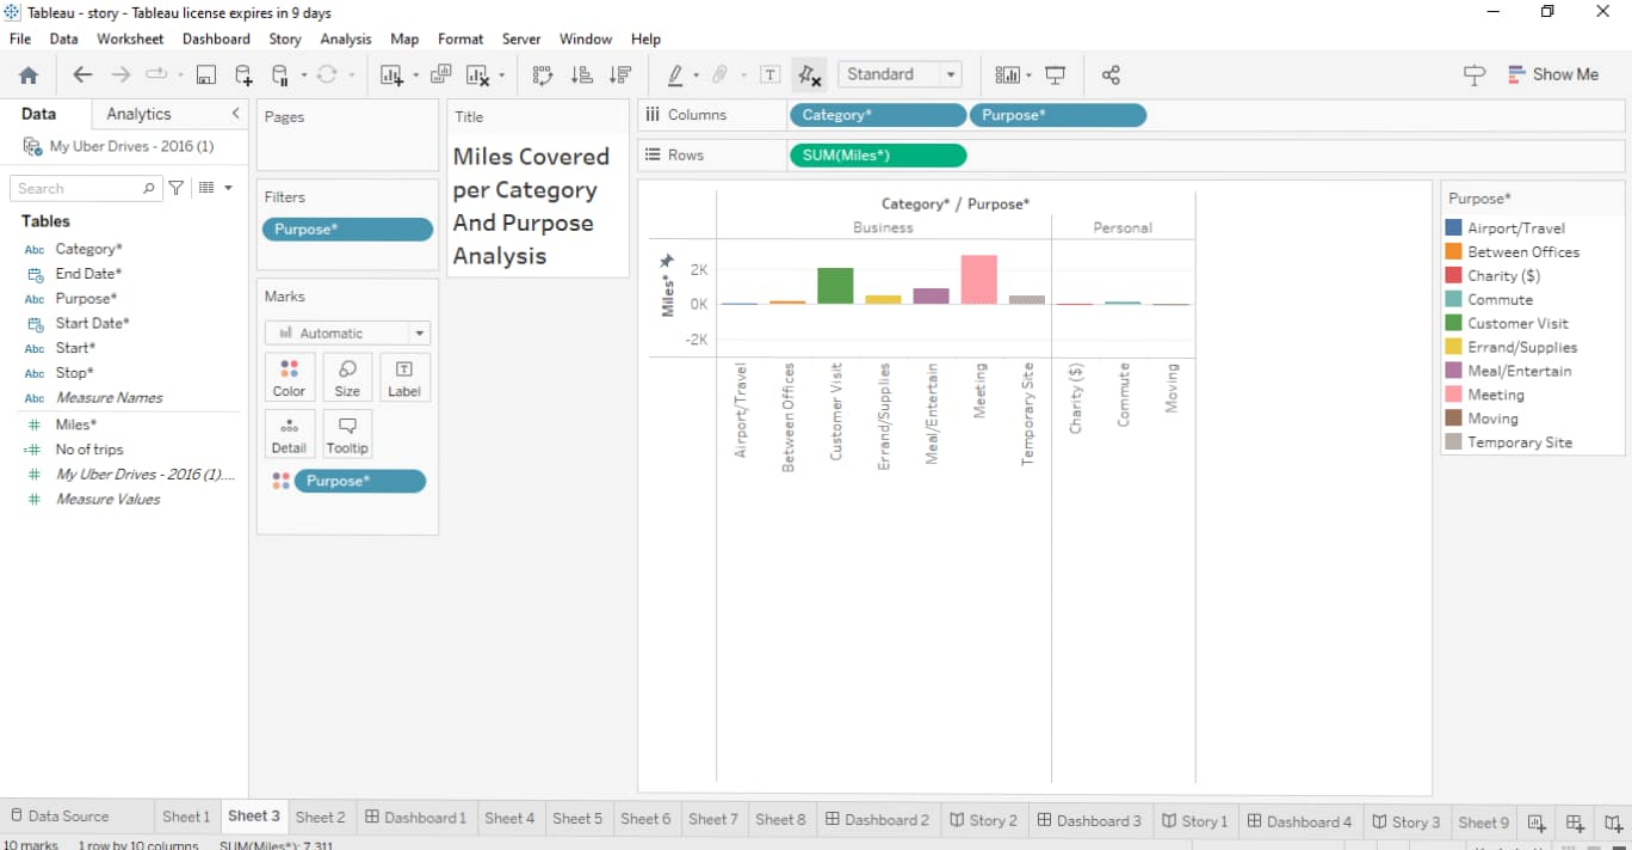 Tableau - story - Tableau license expires in 9 days
File Data Worksheet Dashboard Story Analysis Map Format Server Window Help
Standard
Show Me
Data Analytics
My Uber Drives - 2016 (1)
Search
Tables
Abc Category*
End Date*
Abc Purpose*
Start Date*
Abc Start*
Abc Stop*
Abc Measure Names
# Miles*
=# No of trips
# My Uber Drives - 2016 (1)....
# Measure Values
Pages
Filters
Purpose*
Marks
Automatic
Color Size Label
Detail Tooltip
Purpose*
Title
Miles Covered
per Category
And Purpose
Analysis
Columns Category* Purpose*
Rows SUM(Miles*)
Category* / Purpose*
Business Personal
Miles*
2K
0K
-2K
Airport/Travel
Between Offices
Customer Visit
Errand/Supplies
Meal/Entertain
Meeting
Temporary Site
Charity ($)
Commute
Moving
Purpose*
Airport/Travel
Between Offices
Charity ($)
Commute
Customer Visit
Errand/Supplies
Meal/Entertain
Meeting
Moving
Temporary Site
Data Source Sheet 1 Sheet 3 Sheet 2 Dashboard 1 Sheet 4 Sheet 5 Sheet 6 Sheet 7 Sheet 8 Dashboard 2 Story 2 Dashboard 3 Story 1 Dashboard 4 Story 3 Sheet 9
10 marks 1 row by 10 columns SUM(Miles*): 7,311